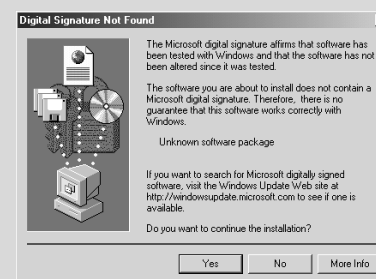 Digital Signature Not Found
The Microsoft digital signature affirms that software has
been tested with Windows and that the software has not
been altered since it was tested.
The software you are about to install does not contain a
Microsoft digital signature. Therefore, there is no
guarantee that this software works correctly with
Windows.
Unknown software package
If you want to search for Microsoft digitally signed
software, visit the Windows Update Web site at
http://windowsupdate.microsoft.com to see if one is
available.
Do you want to continue the installation?
Yes No More Info